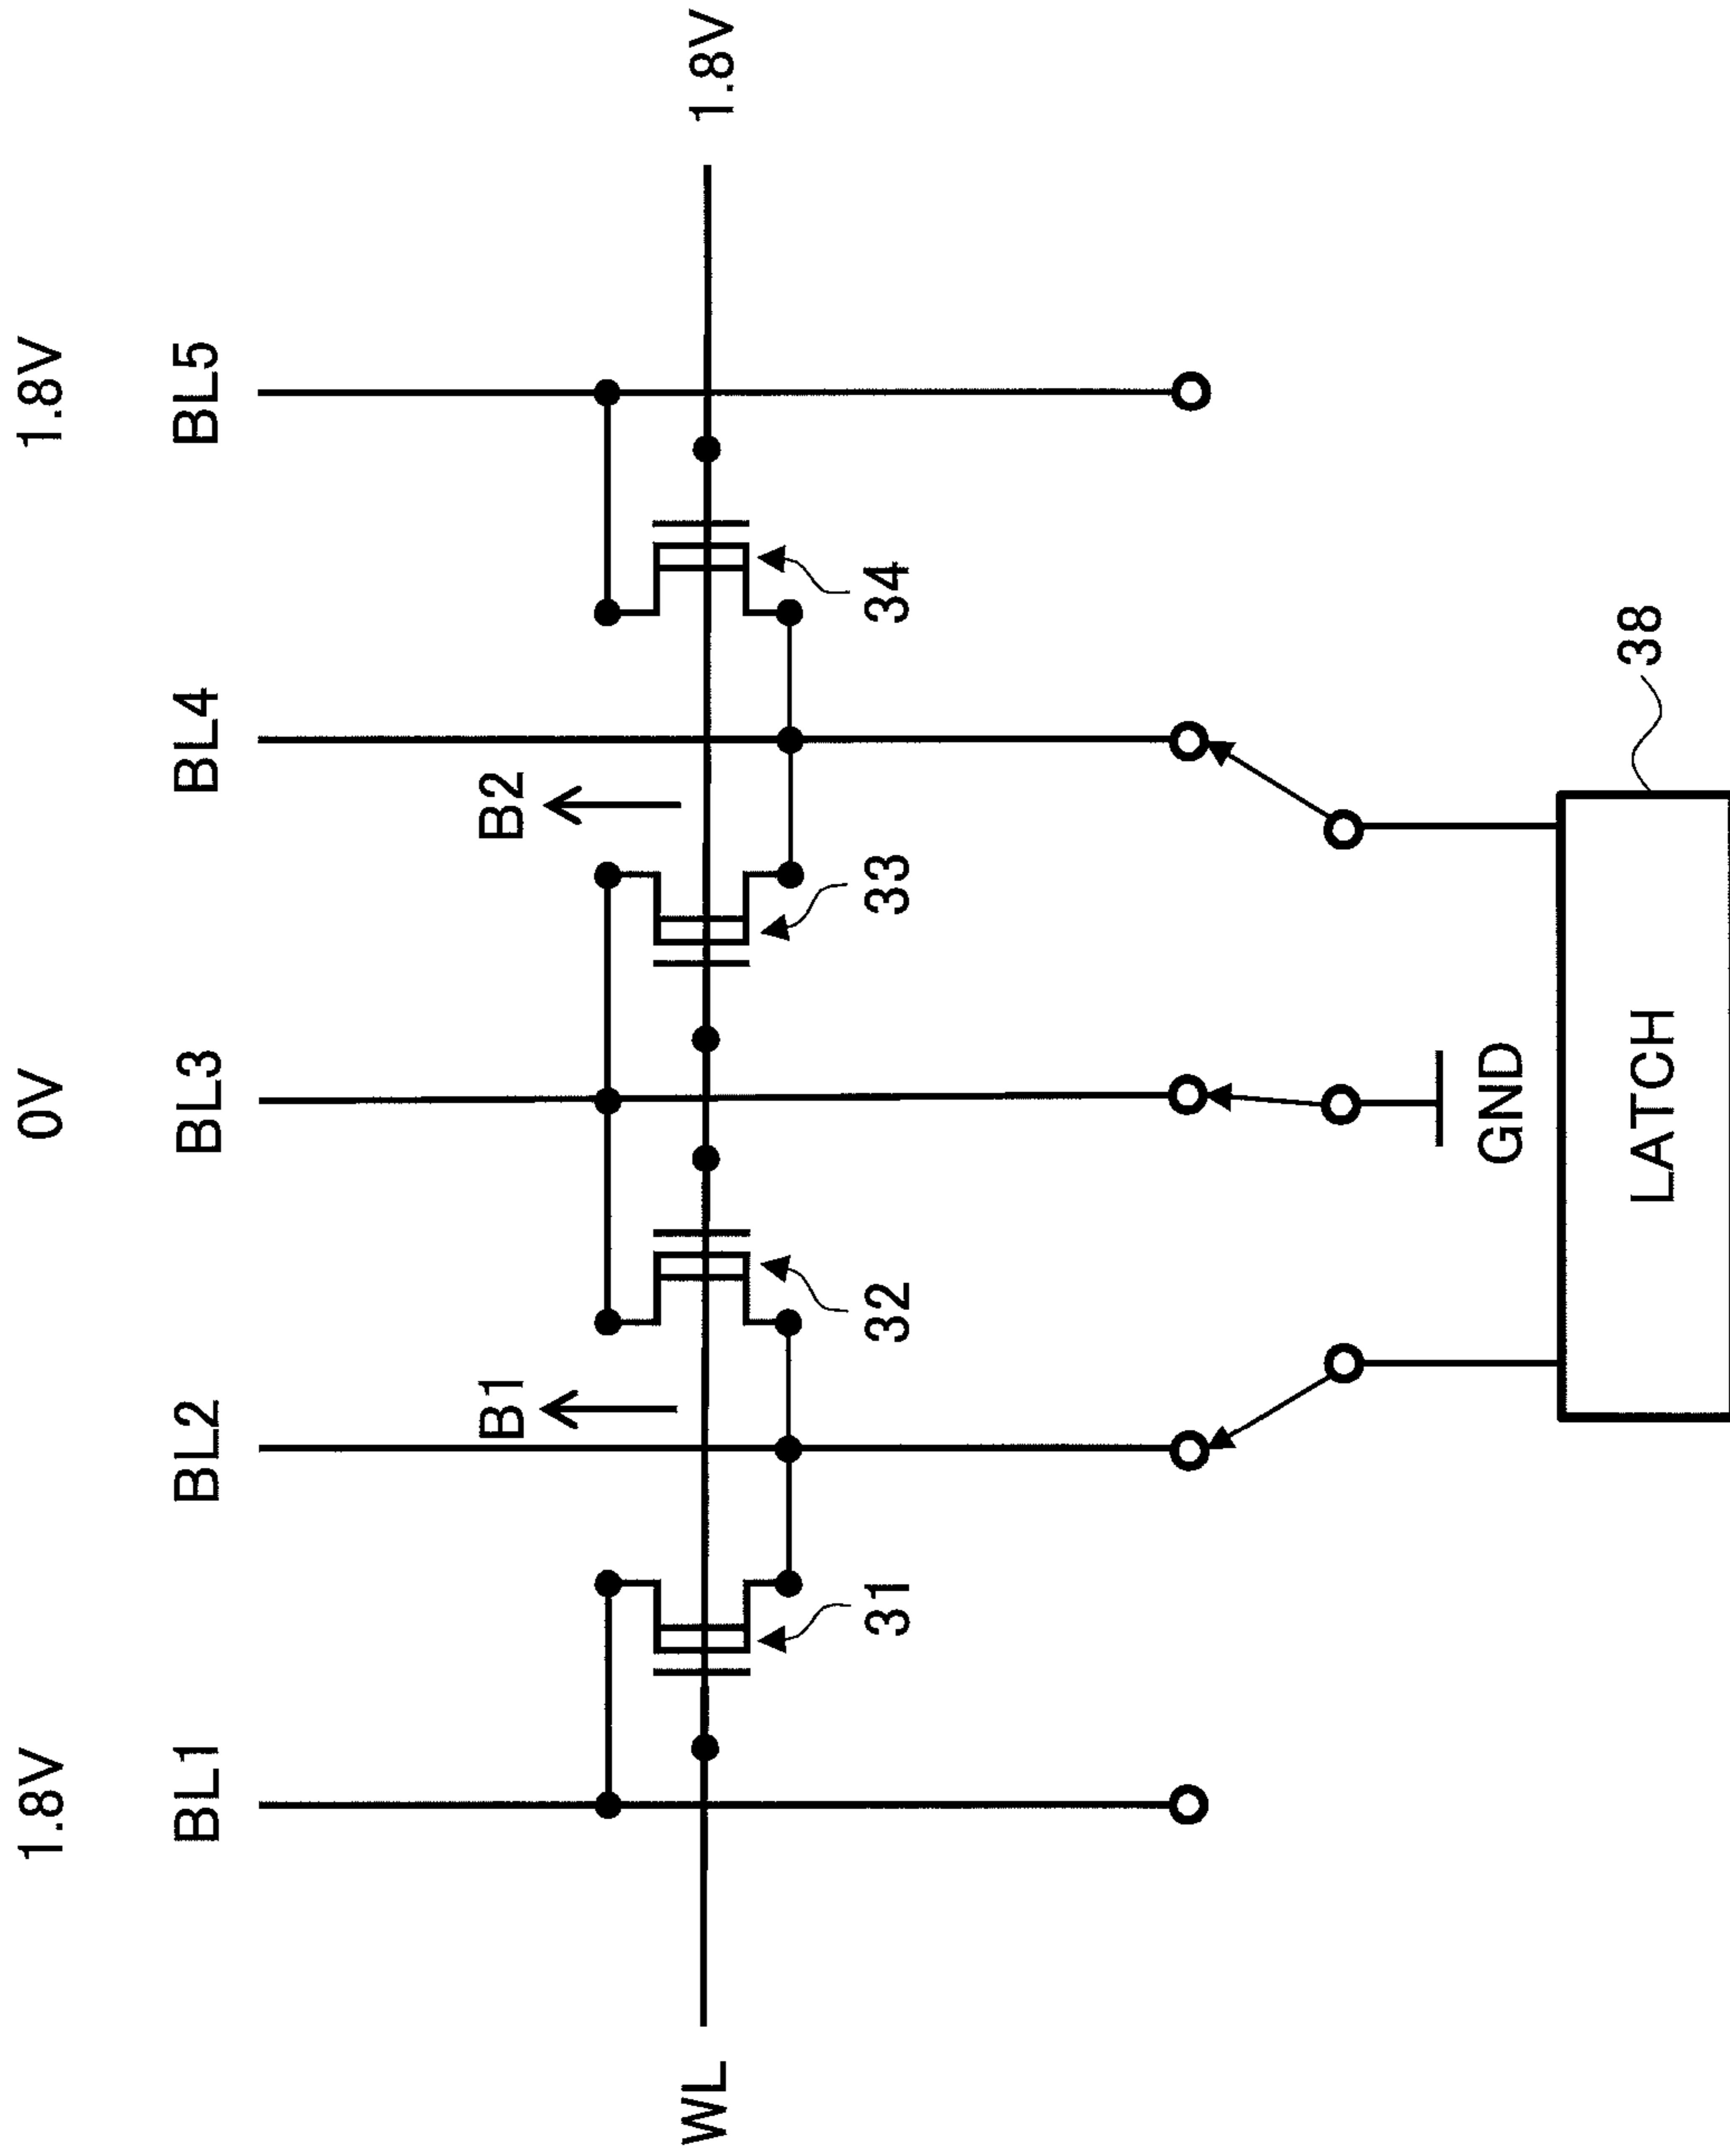 1.8V 0V 1.8V
BL1 BL2 BL3 BL4 BL5
B1 B2
WL 1.8V
31 32 33 34
GND
LATCH 38